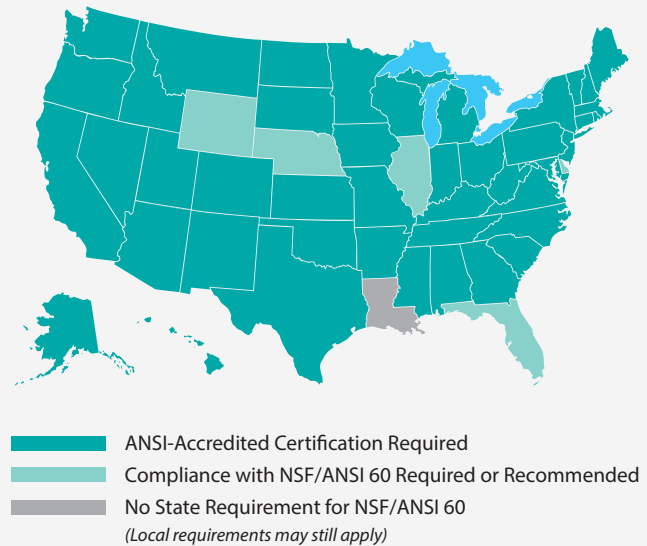 ANSI-Accredited Certification Required
Compliance with NSF/ANSI 60 Required or Recommended
No State Requirement for NSF/ANSI 60
(Local requirements may still apply)